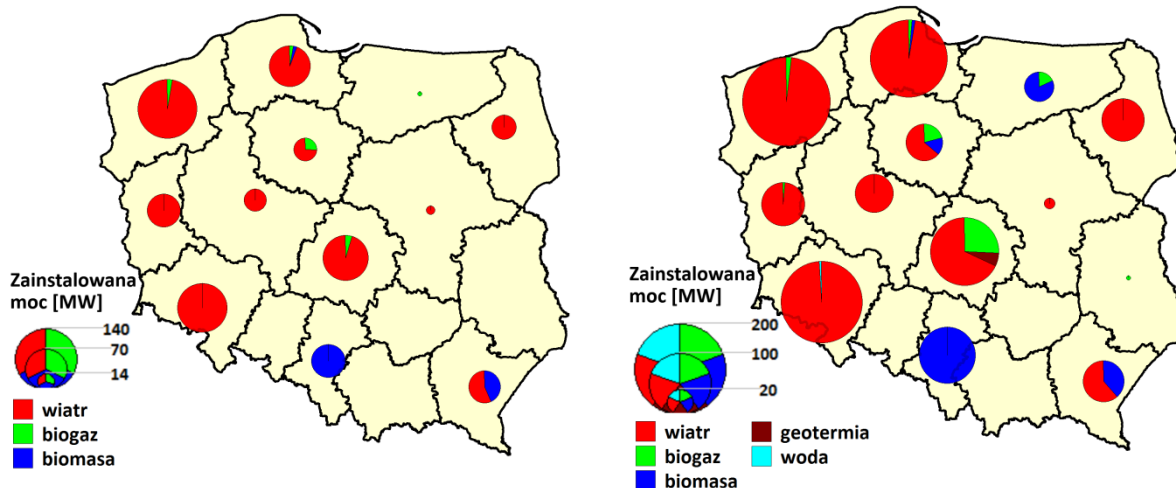 Zainstalowana
moc [MW]
140
70
14
wiatr
biogaz
biomasa
Zainstalowana
moc [MW]
200
100
20
wiatr
geotermia
biogaz
woda
biomasa